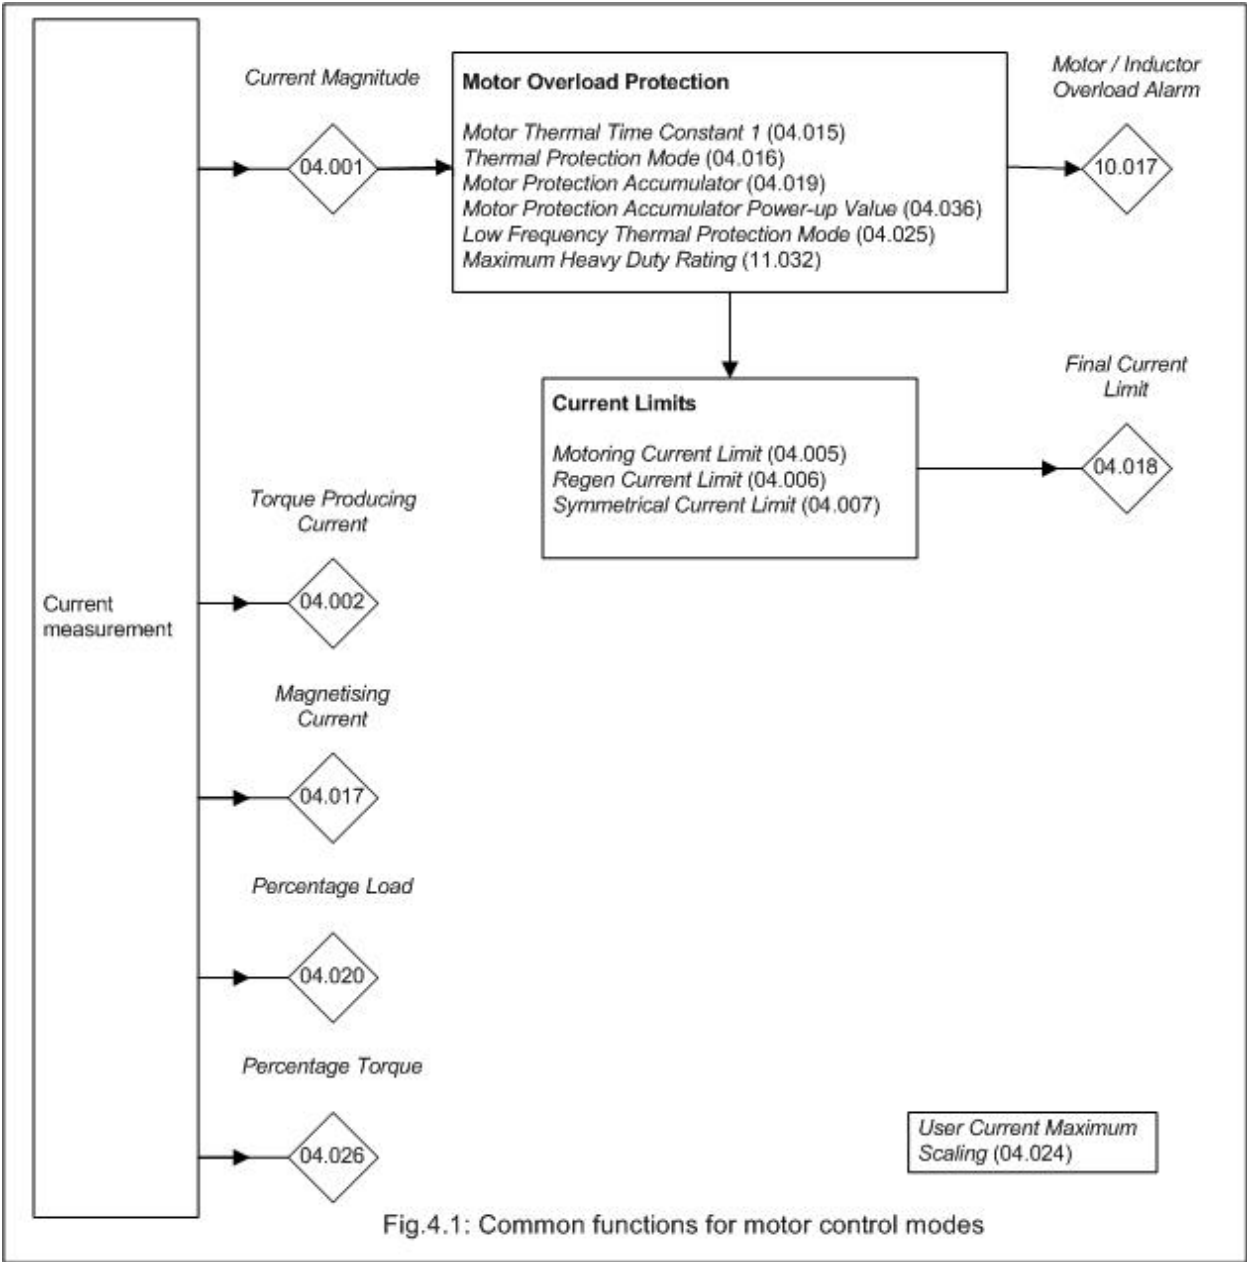 Current Magnitude
04.001
Motor Overload Protection
Motor Thermal Time Constant 1 (04.015)
Thermal Protection Mode (04.016)
Motor Protection Accumulator (04.019)
Motor Protection Accumulator Power-up Value (04.036)
Low Frequency Thermal Protection Mode (04.025)
Maximum Heavy Duty Rating (11.032)
Motor / Inductor
Overload Alarm
10.017
Current Limits
Motoring Current Limit (04.005)
Regen Current Limit (04.006)
Symmetrical Current Limit (04.007)
Final Current
Limit
04.018
Current
measurement
Torque Producing
Current
04.002
Magnetising
Current
04.017
Percentage Load
04.020
Percentage Torque
04.026
User Current Maximum
Scaling (04.024)
Fig.4.1: Common functions for motor control modes